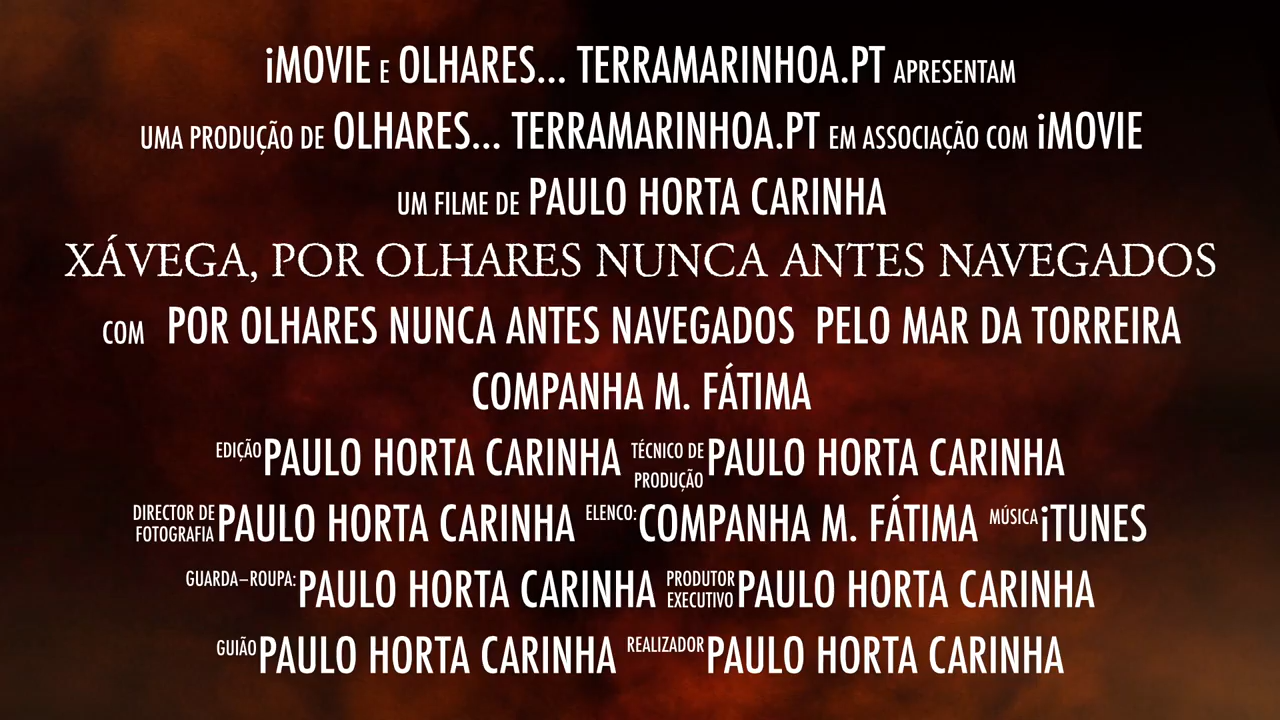 iMOVIE E OLHARES... TERRAMARINHOA.PT APRESENTAM
UMA PRODUÇÃO DE OLHARES... TERRAMARINHOA.PT EM ASSOCIAÇÃO COM iMOVIE
UM FILME DE PAULO HORTA CARINHA
XÁVEGA, POR OLHARES NUNCA ANTES NAVEGADOS
COM POR OLHARES NUNCA ANTES NAVEGADOS PELO MAR DA TORREIRA
COMPANHA M. FÁTIMA
EDIÇÃO PAULO HORTA CARINHA TÉCNICO DE PRODUÇÃO PAULO HORTA CARINHA
DIRECTOR DE FOTOGRAFIA PAULO HORTA CARINHA ELENCO: COMPANHA M. FÁTIMA MÚSICA iTUNES
GUARDA–ROUPA: PAULO HORTA CARINHA PRODUTOR EXECUTIVO PAULO HORTA CARINHA
GUIÃO PAULO HORTA CARINHA REALIZADOR PAULO HORTA CARINHA